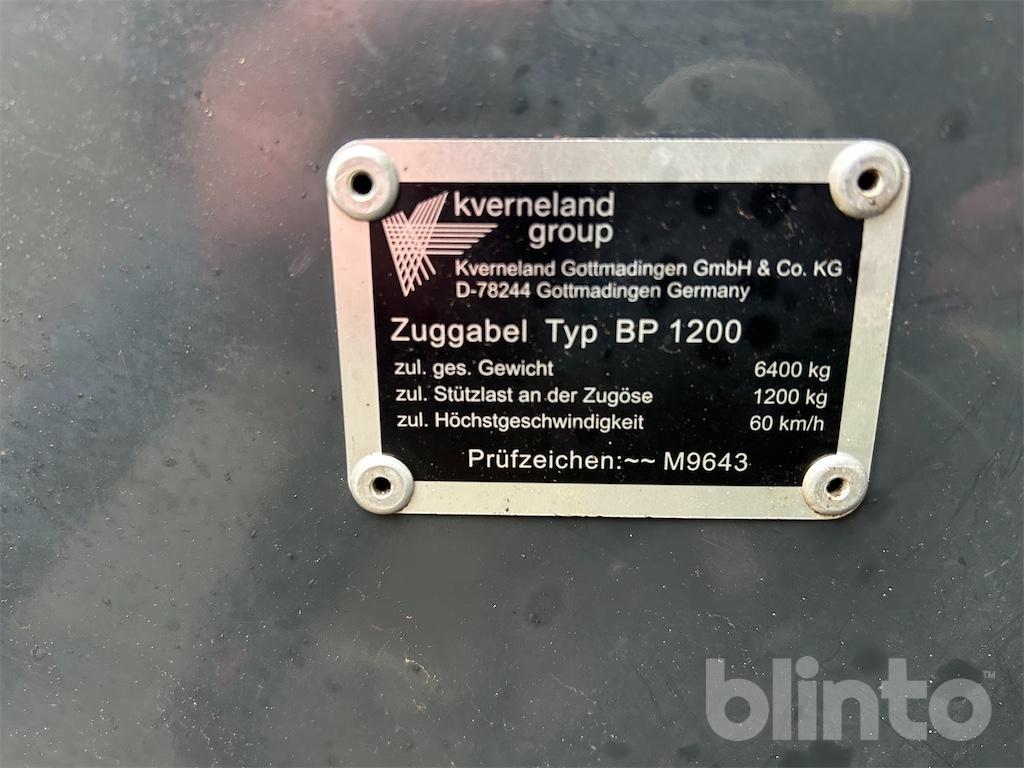 kverneland
group
Kverneland Gottmadingen GmbH & Co. KG
D-78244 Gottmadingen Germany
Zuggabel Typ BP 1200
zul. ges. Gewicht 6400 kg
zul. Stützlast an der Zugöse 1200 kg
zul. Höchstgeschwindigkeit 60 km/h
Prüfzeichen:~~ M9643
blinto™